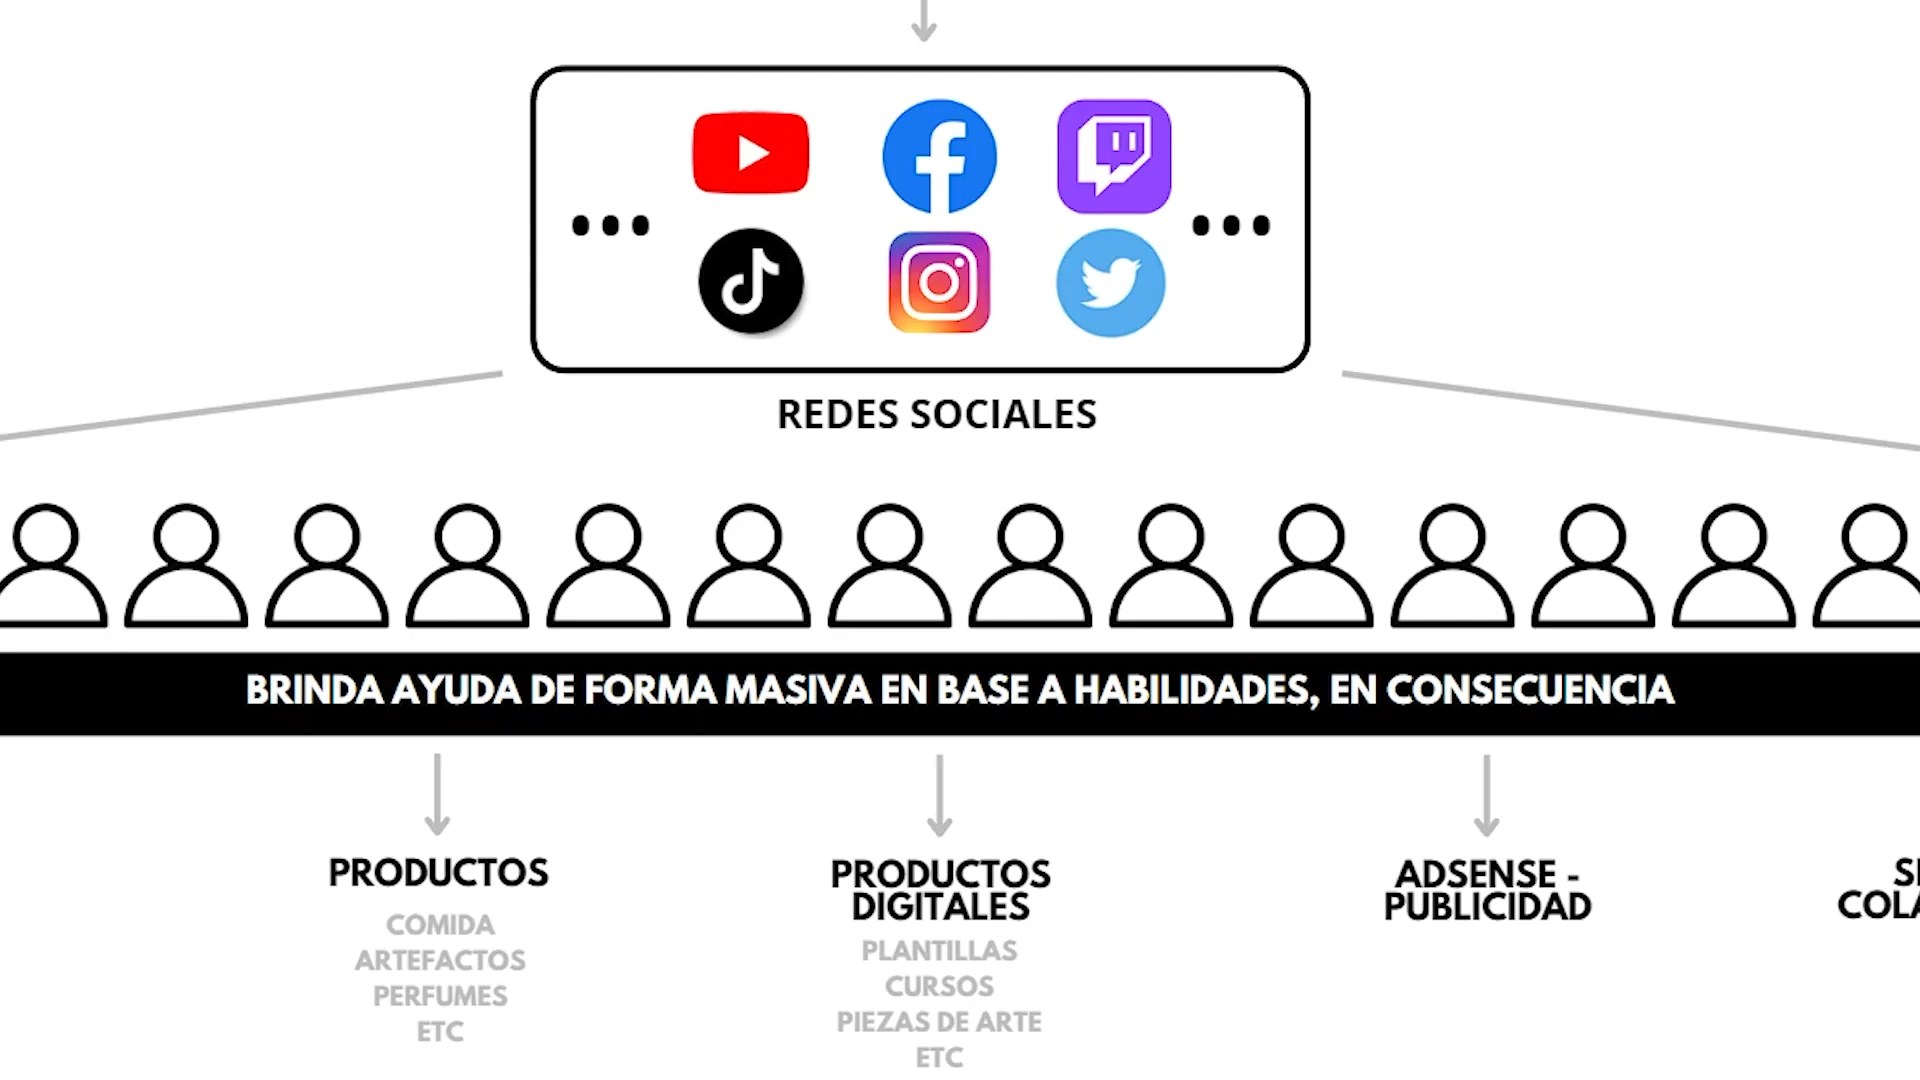 REDES SOCIALES
BRINDA AYUDA DE FORMA MASIVA EN BASE A HABILIDADES, EN CONSECUENCIA
PRODUCTOS
COMIDA
ARTEFACTOS
PERFUMES
ETC
PRODUCTOS
DIGITALES
PLANTILLAS
CURSOS
PIEZAS DE ARTE
ETC
ADSENSE -
PUBLICIDAD